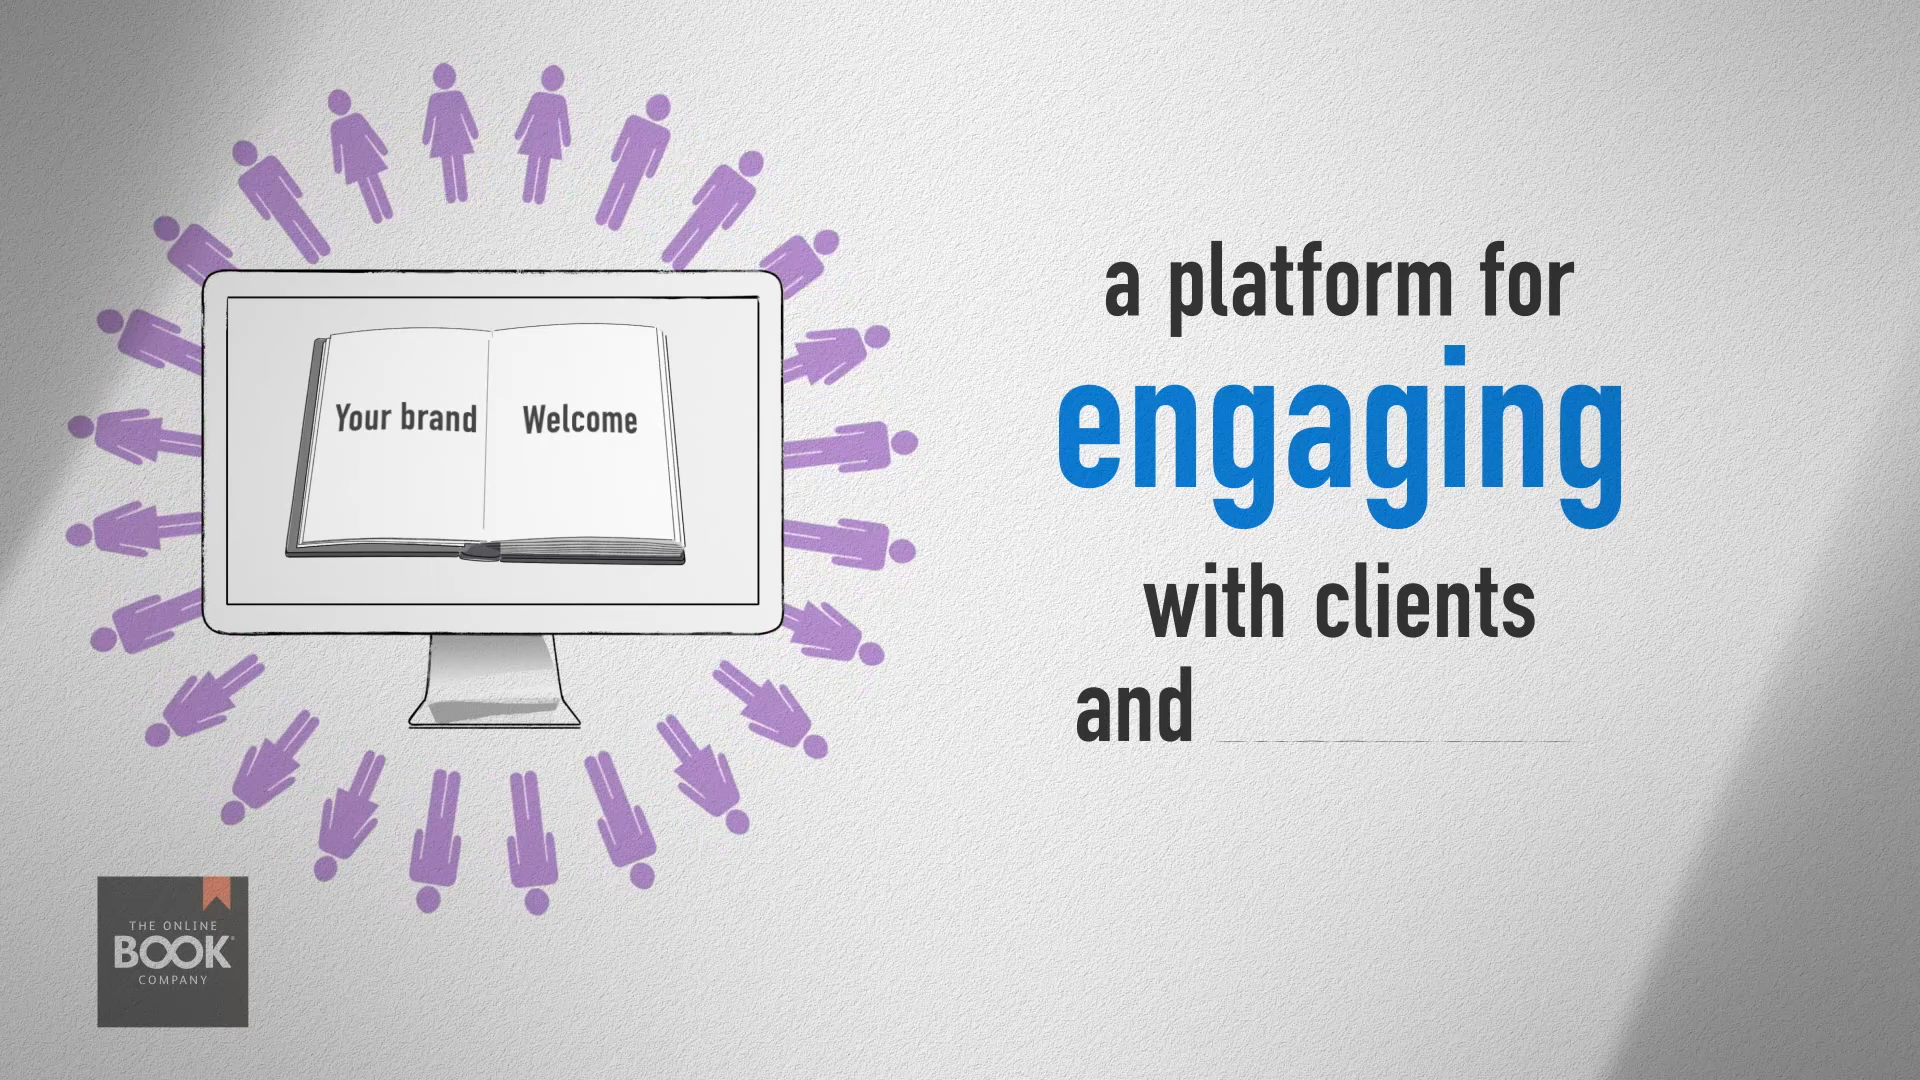 Your brand
Welcome
a platform for
engaging
with clients
and
THE ONLINE
BOOK
COMPANY